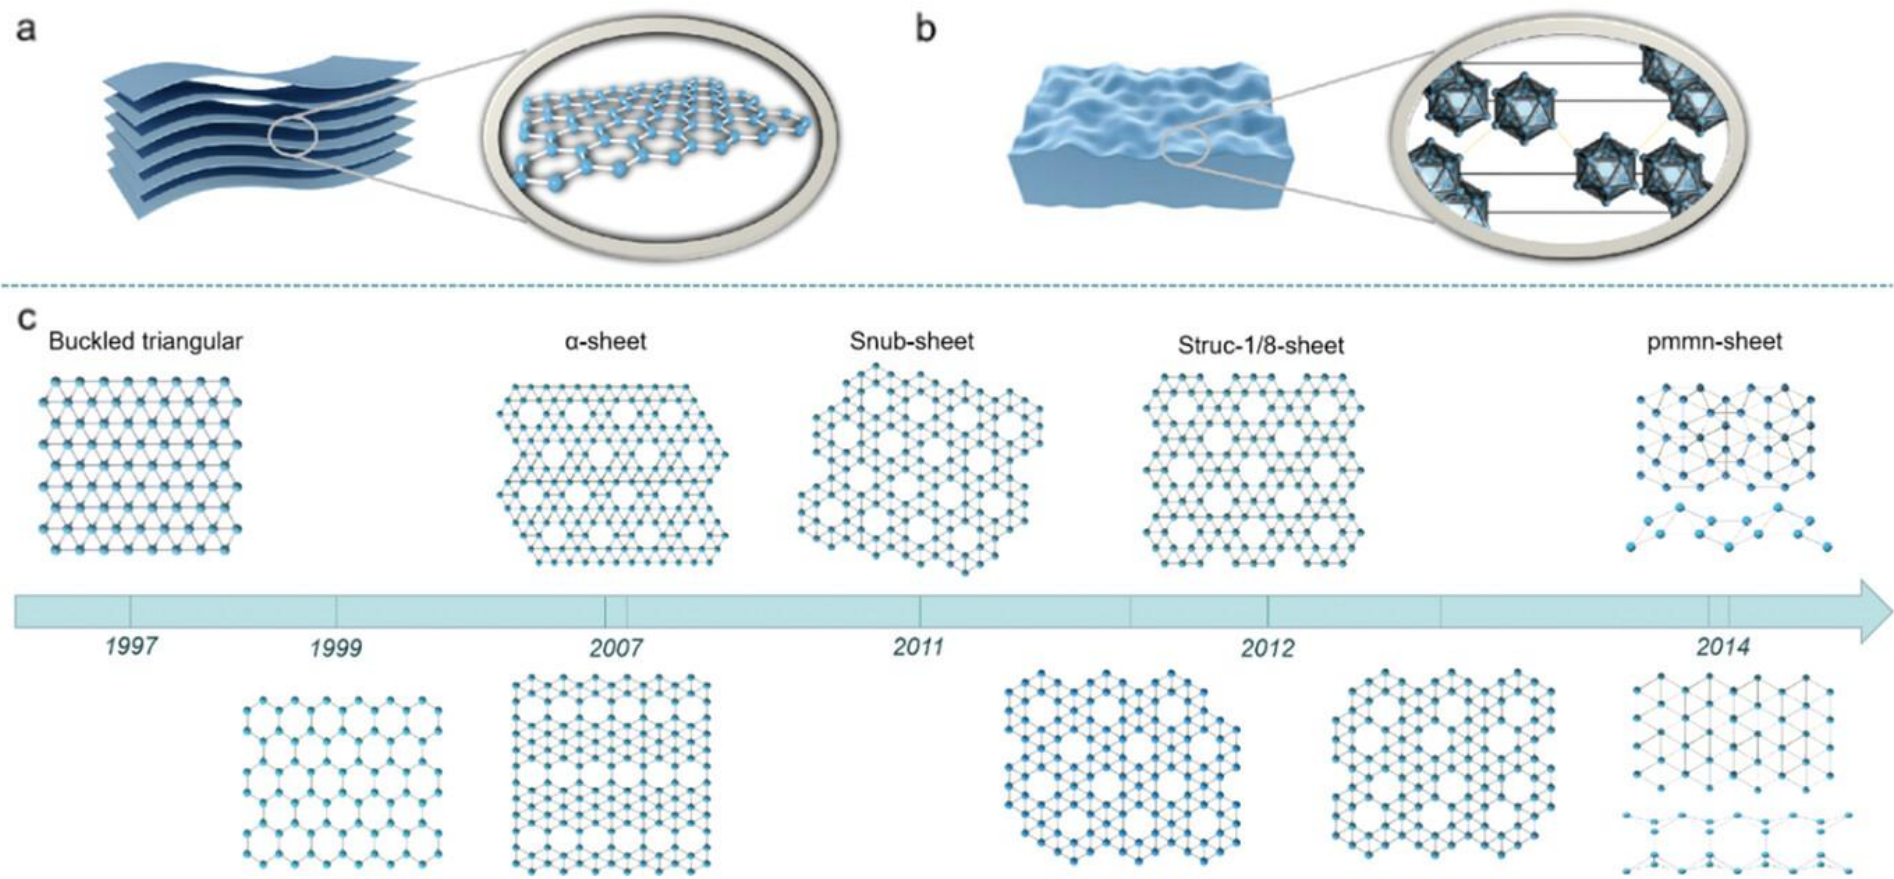 a
b
c
Buckled triangular
α-sheet
Snub-sheet
Struc-1/8-sheet
pmmn-sheet
1997
1999
2007
2011
2012
2014